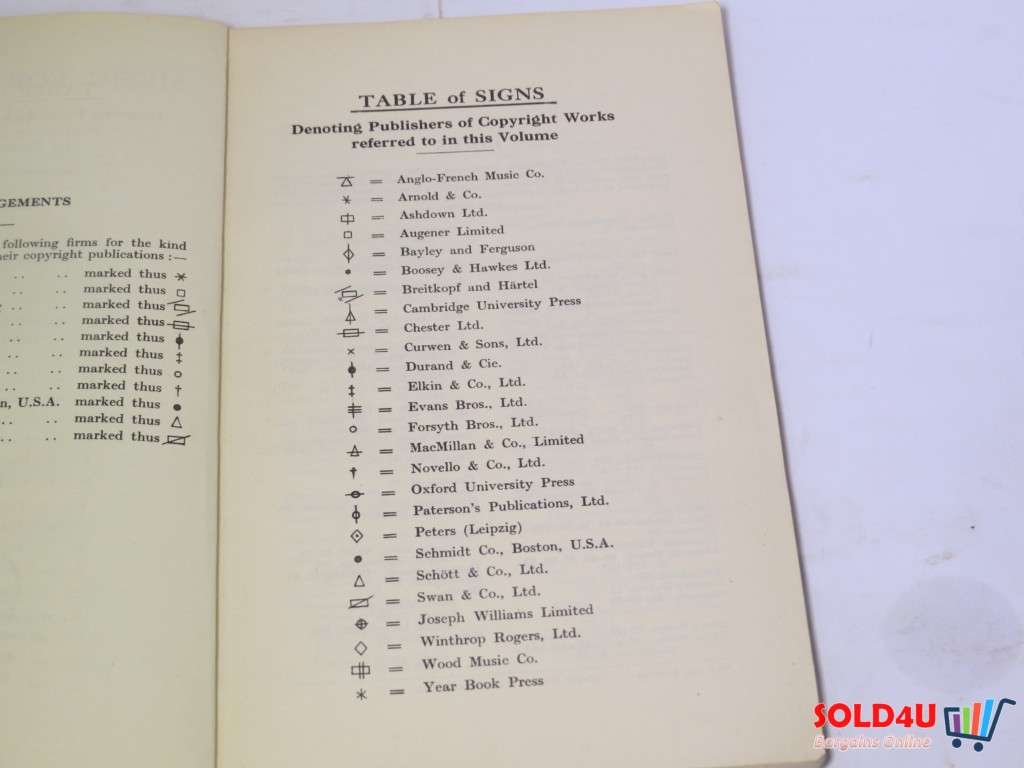 GEMENTS
following firms for the kind
heir copyright publications :—
.. .. marked thus
.. .. marked thus
.. .. marked thus
.. .. marked thus
.. .. marked thus
.. .. marked thus
.. .. marked thus
.. .. marked thus †
n, U.S.A. marked thus ●
.. .. marked thus △
.. .. marked thus
TABLE of SIGNS
Denoting Publishers of Copyright Works
referred to in this Volume
= Anglo-French Music Co.
= Arnold & Co.
= Ashdown Ltd.
= Augener Limited
= Bayley and Ferguson
= Boosey & Hawkes Ltd.
= Breitkopf and Härtel
= Cambridge University Press
= Chester Ltd.
× = Curwen & Sons, Ltd.
= Durand & Cie.
‡ = Elkin & Co., Ltd.
= Evans Bros., Ltd.
= Forsyth Bros., Ltd.
= MacMillan & Co., Limited
† = Novello & Co., Ltd.
= Oxford University Press
= Paterson's Publications, Ltd.
= Peters (Leipzig)
● = Schmidt Co., Boston, U.S.A.
△ = Schött & Co., Ltd.
= Swan & Co., Ltd.
= Joseph Williams Limited
◇ = Winthrop Rogers, Ltd.
= Wood Music Co.
= Year Book Press
SOLD4U
Bargains Online